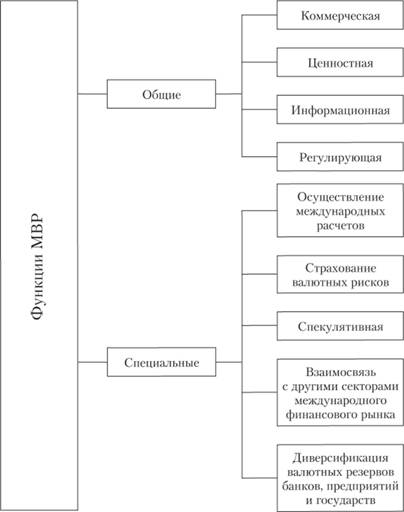 Функции МВР
Общие
Коммерческая
Ценностная
Информационная
Регулирующая
Специальные
Осуществление
международных
расчетов
Страхование
валютных рисков
Спекулятивная
Взаимосвязь
с другими секторами
международного
финансового рынка
Диверсификация
валютных резервов
банков, предприятий
и государств